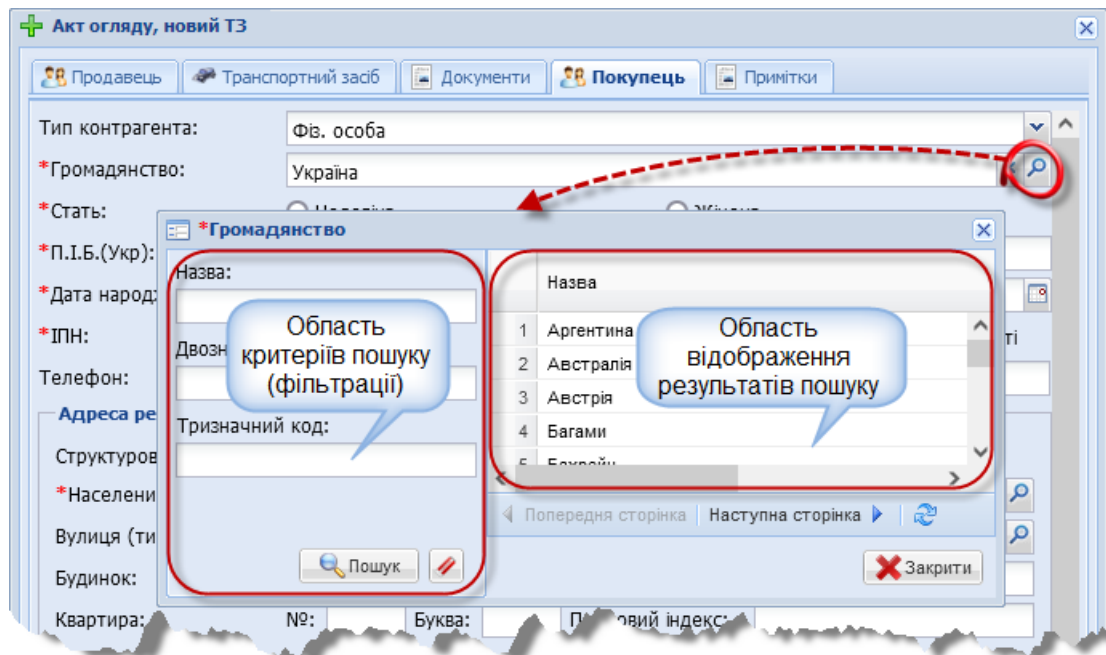 Акт огляду, новий ТЗ
Продавець Транспортний засіб Документи Покупець Примітки
Тип контрагента: Фіз. особа
*Громадянство: Україна
*Стать:
*Громадянство
*П.І.Б.(Укр):
Назва:
Назва
*Дата народ
*ІПН:
Область
критеріїв пошуку
(фільтрації)
1 Аргентина
2 Австралія
3 Австрія
4 Багами
5
Область
відображення
результатів пошуку
ті
Двозн
Телефон:
Тризначний код:
Адреса ре
Структуров
*Населени
Попередня сторінка Наступна сторінка
Вулиця (ти
Пошук
Закрити
Будинок:
Квартира: №: Буква: індекс: